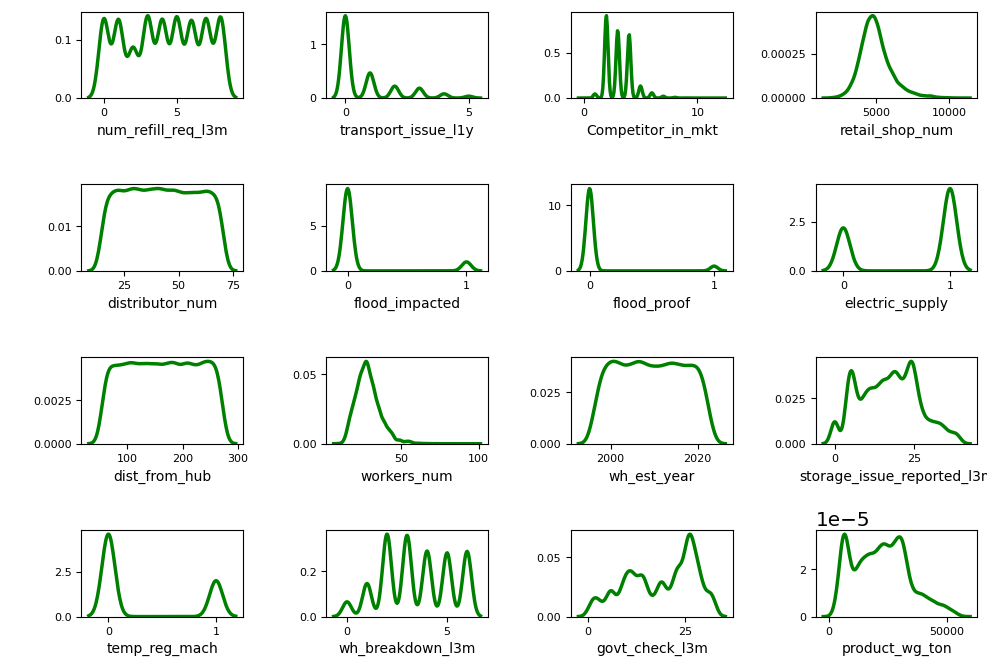 0.1
0.0
0 5
num_refill_req_l3m
1
0
0 5
transport_issue_l1y
0.5
0.0
0 10
Competitor_in_mkt
0.00025
0.00000
5000 10000
retail_shop_num
0.01
0.00
25 50 75
distributor_num
5
0
0 1
flood_impacted
10
0
0 1
flood_proof
2.5
0.0
0 1
electric_supply
0.0025
0.0000
100 200 300
dist_from_hub
0.05
0.00
50 100
workers_num
0.025
0.000
2000 2020
wh_est_year
0.025
0.000
0 25
storage_issue_reported_l3m
2.5
0.0
0 1
temp_reg_mach
0.2
0.0
0 5
wh_breakdown_l3m
0.05
0.00
0 25
govt_check_l3m
1e−5
2
0
0 50000
product_wg_ton